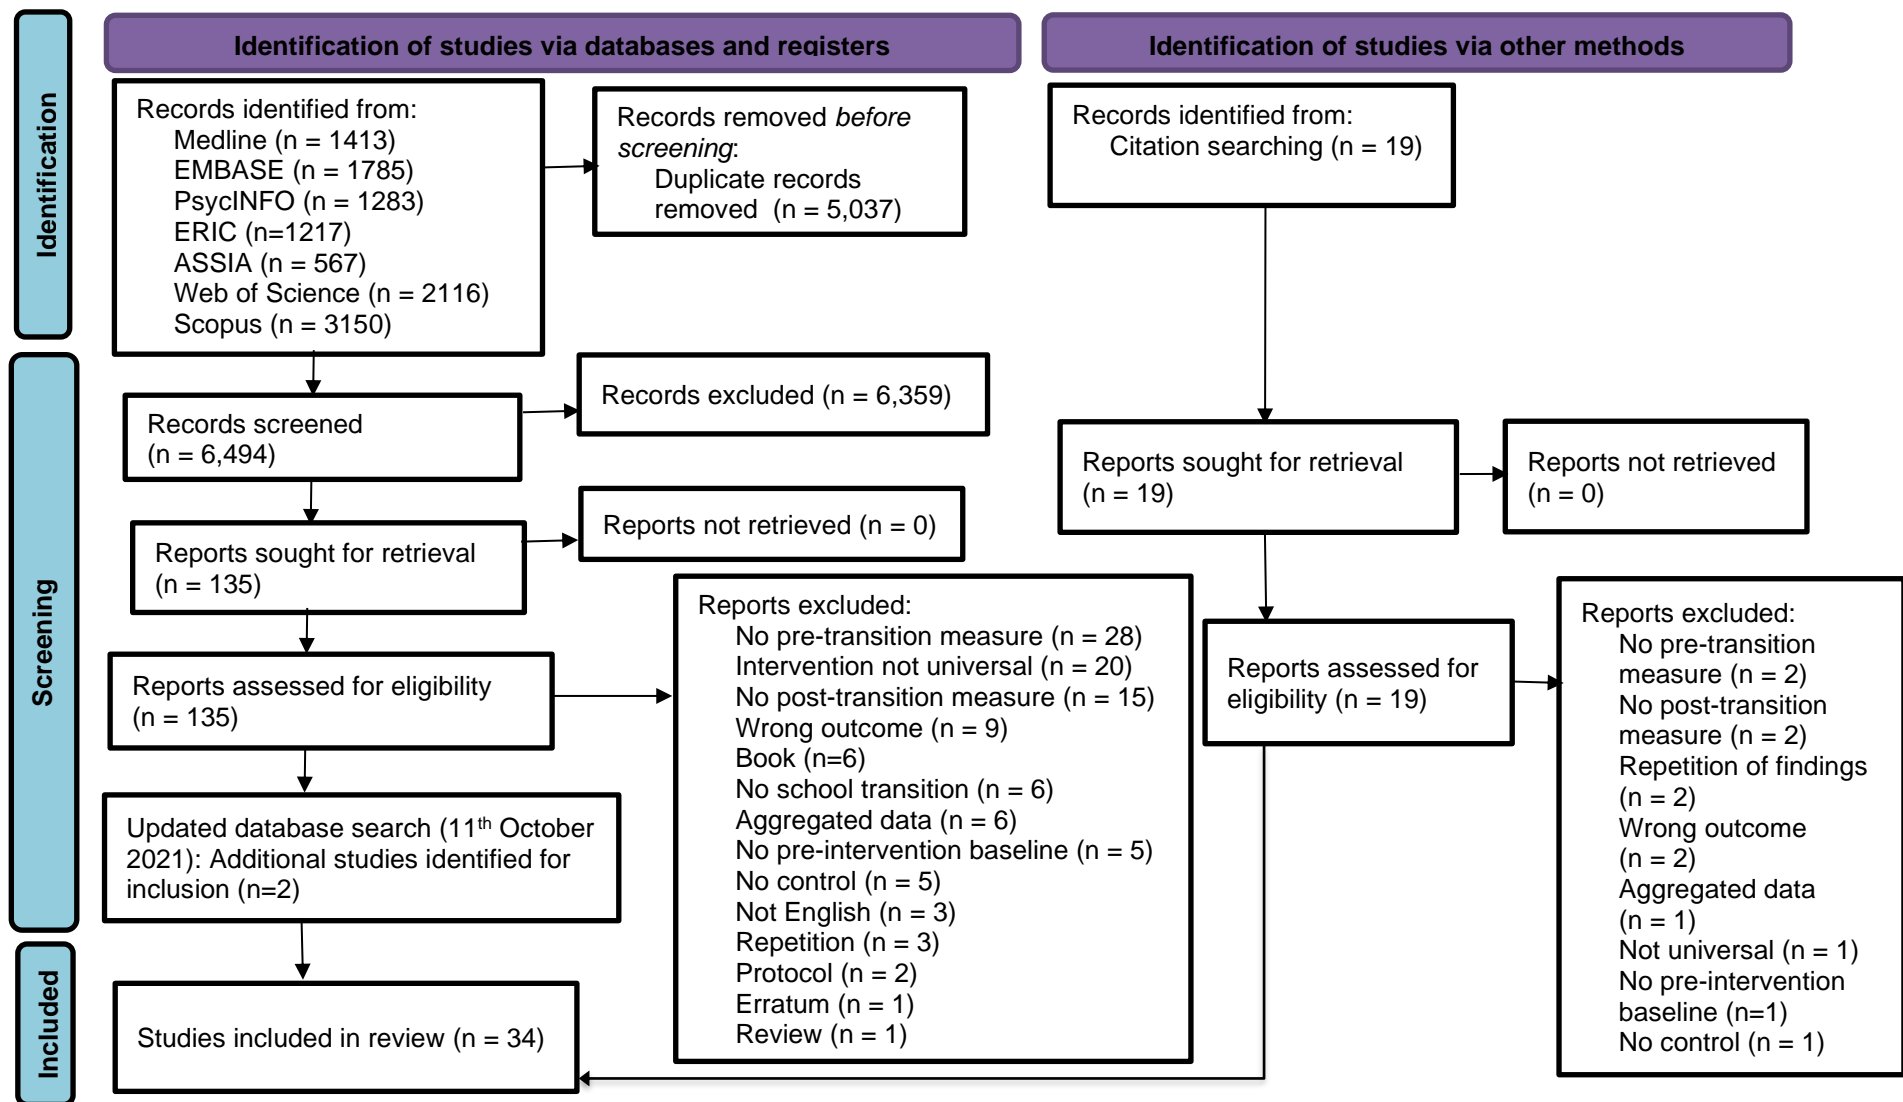 Identification of studies via databases and registers
Identification of studies via other methods
Identification
Records identified from:
Medline (n = 1413)
EMBASE (n = 1785)
PsycINFO (n = 1283)
ERIC (n=1217)
ASSIA (n = 567)
Web of Science (n = 2116)
Scopus (n = 3150)
Records removed before
screening:
Duplicate records
removed (n = 5,037)
Records identified from:
Citation searching (n = 19)
Screening
Records screened
(n = 6,494)
Records excluded (n = 6,359)
Reports sought for retrieval
(n = 135)
Reports not retrieved (n = 0)
Reports sought for retrieval
(n = 19)
Reports not retrieved
(n = 0)
Reports assessed for eligibility
(n = 135)
Reports excluded:
No pre-transition measure (n = 28)
Intervention not universal (n = 20)
No post-transition measure (n = 15)
Wrong outcome (n = 9)
Book (n=6)
No school transition (n = 6)
Aggregated data (n = 6)
No pre-intervention baseline (n = 5)
No control (n = 5)
Not English (n = 3)
Repetition (n = 3)
Protocol (n = 2)
Erratum (n = 1)
Review (n = 1)
Reports assessed for
eligibility (n = 19)
Reports excluded:
No pre-transition
measure (n = 2)
No post-transition
measure (n = 2)
Repetition of findings
(n = 2)
Wrong outcome
(n = 2)
Aggregated data
(n = 1)
Not universal (n = 1)
No pre-intervention
baseline (n=1)
No control (n = 1)
Updated database search (11th October
2021): Additional studies identified for
inclusion (n=2)
Included
Studies included in review (n = 34)